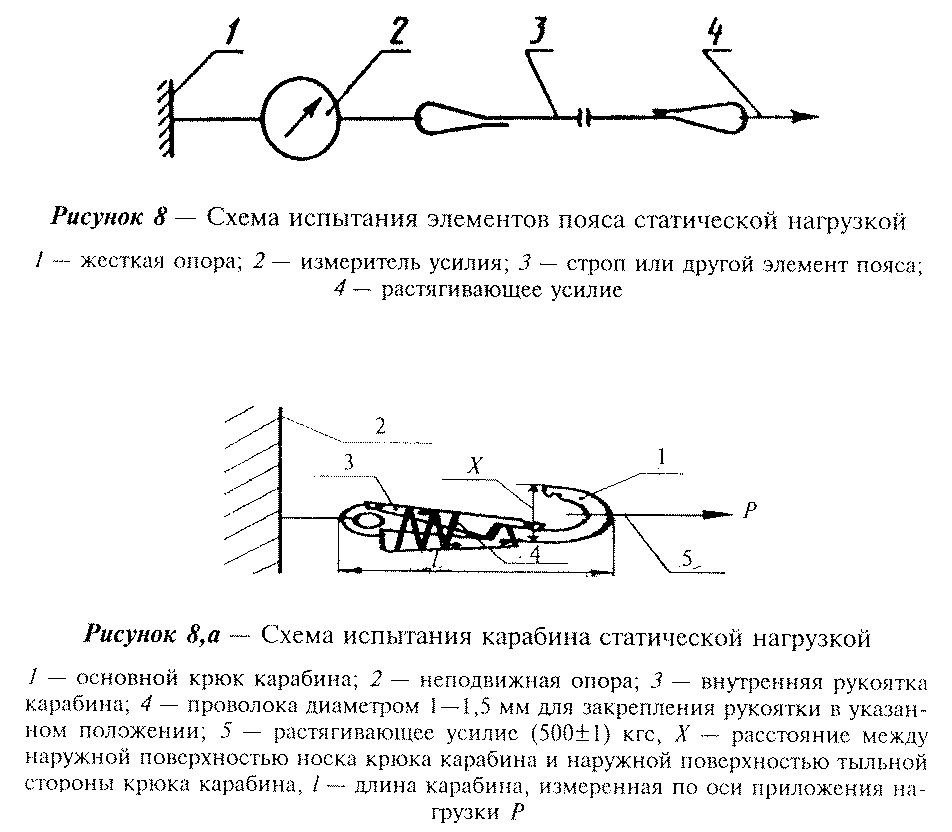 1 2 3 4
Рисунок 8 — Схема испытания элементов пояса статической нагрузкой
1 — жесткая опора; 2 — измеритель усилия; 3 — строп или другой элемент пояса;
4 — растягивающее усилие
2
3 X 1
P
4 5
l
Рисунок 8,а — Схема испытания карабина статической нагрузкой
1 — основной крюк карабина; 2 — неподвижная опора; 3 — внутренняя рукоятка
карабина; 4 — проволока диаметром 1—1,5 мм для закрепления рукоятки в указан-
ном положении; 5 — растягивающее усилие (500±1) кгс, X — расстояние между
наружной поверхностью носка крюка карабина и наружной поверхностью тыльной
стороны крюка карабина, l — длина карабина, измеренная по оси приложения на-
грузки P